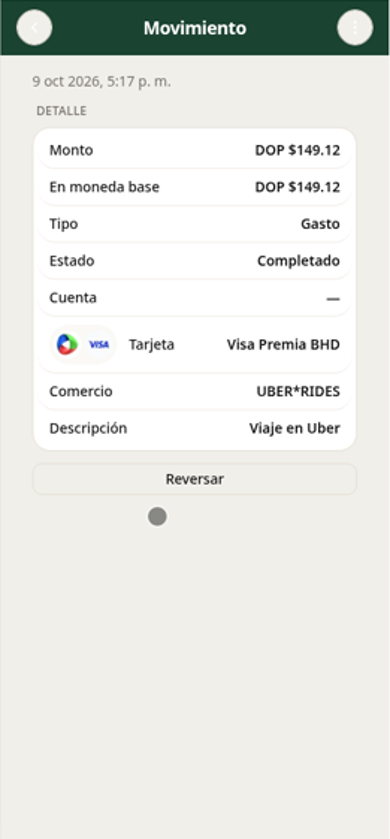 Movimiento
9 oct 2026, 5:17 p. m.
DETALLE
Monto DOP $149.12
En moneda base DOP $149.12
Tipo Gasto
Estado Completado
Cuenta —
VISA Tarjeta Visa Premia BHD
Comercio UBER*RIDES
Descripción Viaje en Uber
Reversar